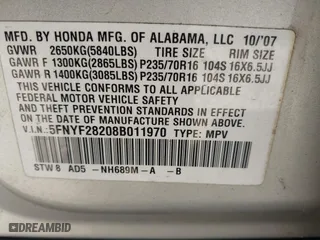 MFD. BY HONDA MFG. OF ALABAMA, LLC 10/'07
GVWR 2650KG(5840LBS) TIRE SIZE RIM SIZE
GAWR F 1300KG(2865LBS) P235/70R16 104S 16X6.5JJ
GAWR R 1400KG(3085LBS) P235/70R16 104S 16X6.5JJ
THIS VEHICLE CONFORMS TO ALL APPLICABLE
FEDERAL MOTOR VEHICLE SAFETY, BUMPER,
AND THEFT PREVENTION STANDARDS IN EFFECT
ON THE DATE OF MANUFACTURE SHOWN ABOVE.
V.I.N: 5FNYF28208B011970 TYPE: MPV
STW 8 AD5 -NH689M-A -B
DREAMBID